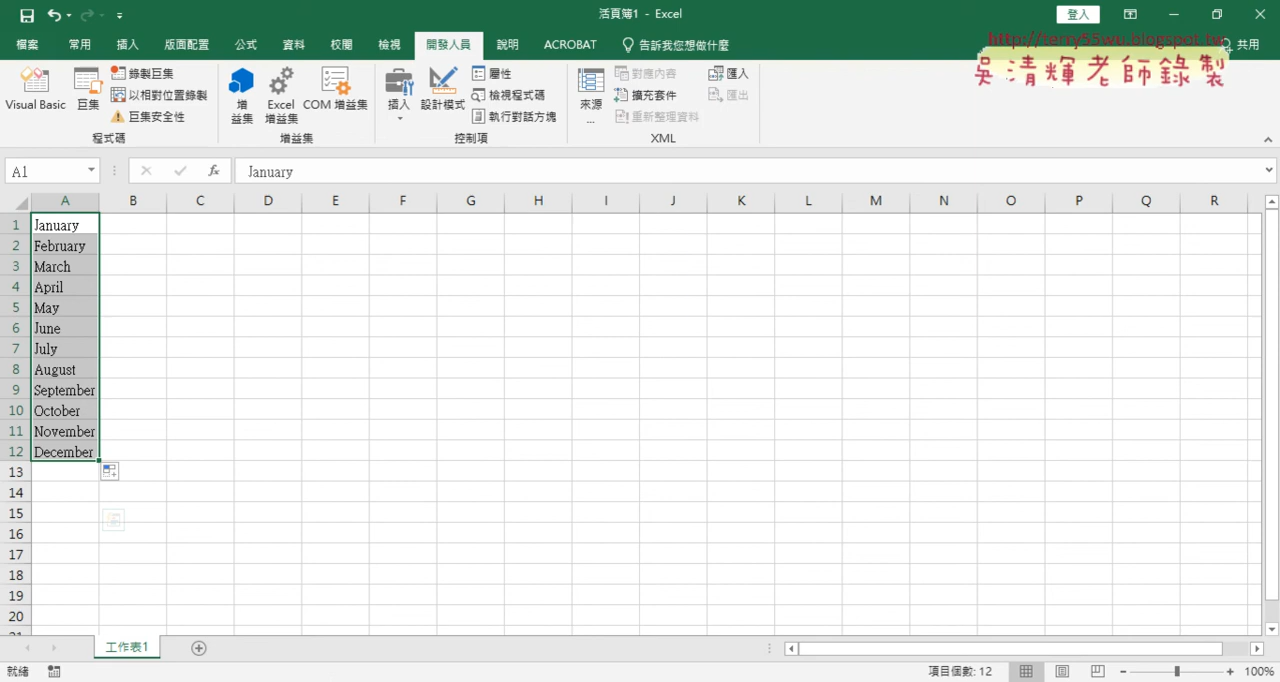 活頁簿1 - Excel
登入
檔案 常用 插入 版面配置 公式 資料 校閱 檢視 開發人員 說明 ACROBAT 告訴我您想做什麼 共用
http://terry55wu.blogspot.tw
吳清輝老師錄製
Visual Basic 巨集 錄製巨集 以相對位置錄製 巨集安全性
程式碼
增益集 Excel 增益集 COM 增益集
增益集
插入 設計模式 屬性 檢視程式碼 執行對話方塊
控制項
來源... 對應內容 擴充套件 重新整理資料 匯入 匯出
XML
A1 fx January
A B C D E F G H I J K L M N O P Q R
1 January
2 February
3 March
4 April
5 May
6 June
7 July
8 August
9 September
10 October
11 November
12 December
13
14
15
16
17
18
19
20
21
工作表1
就緒 項目個數: 12 100%